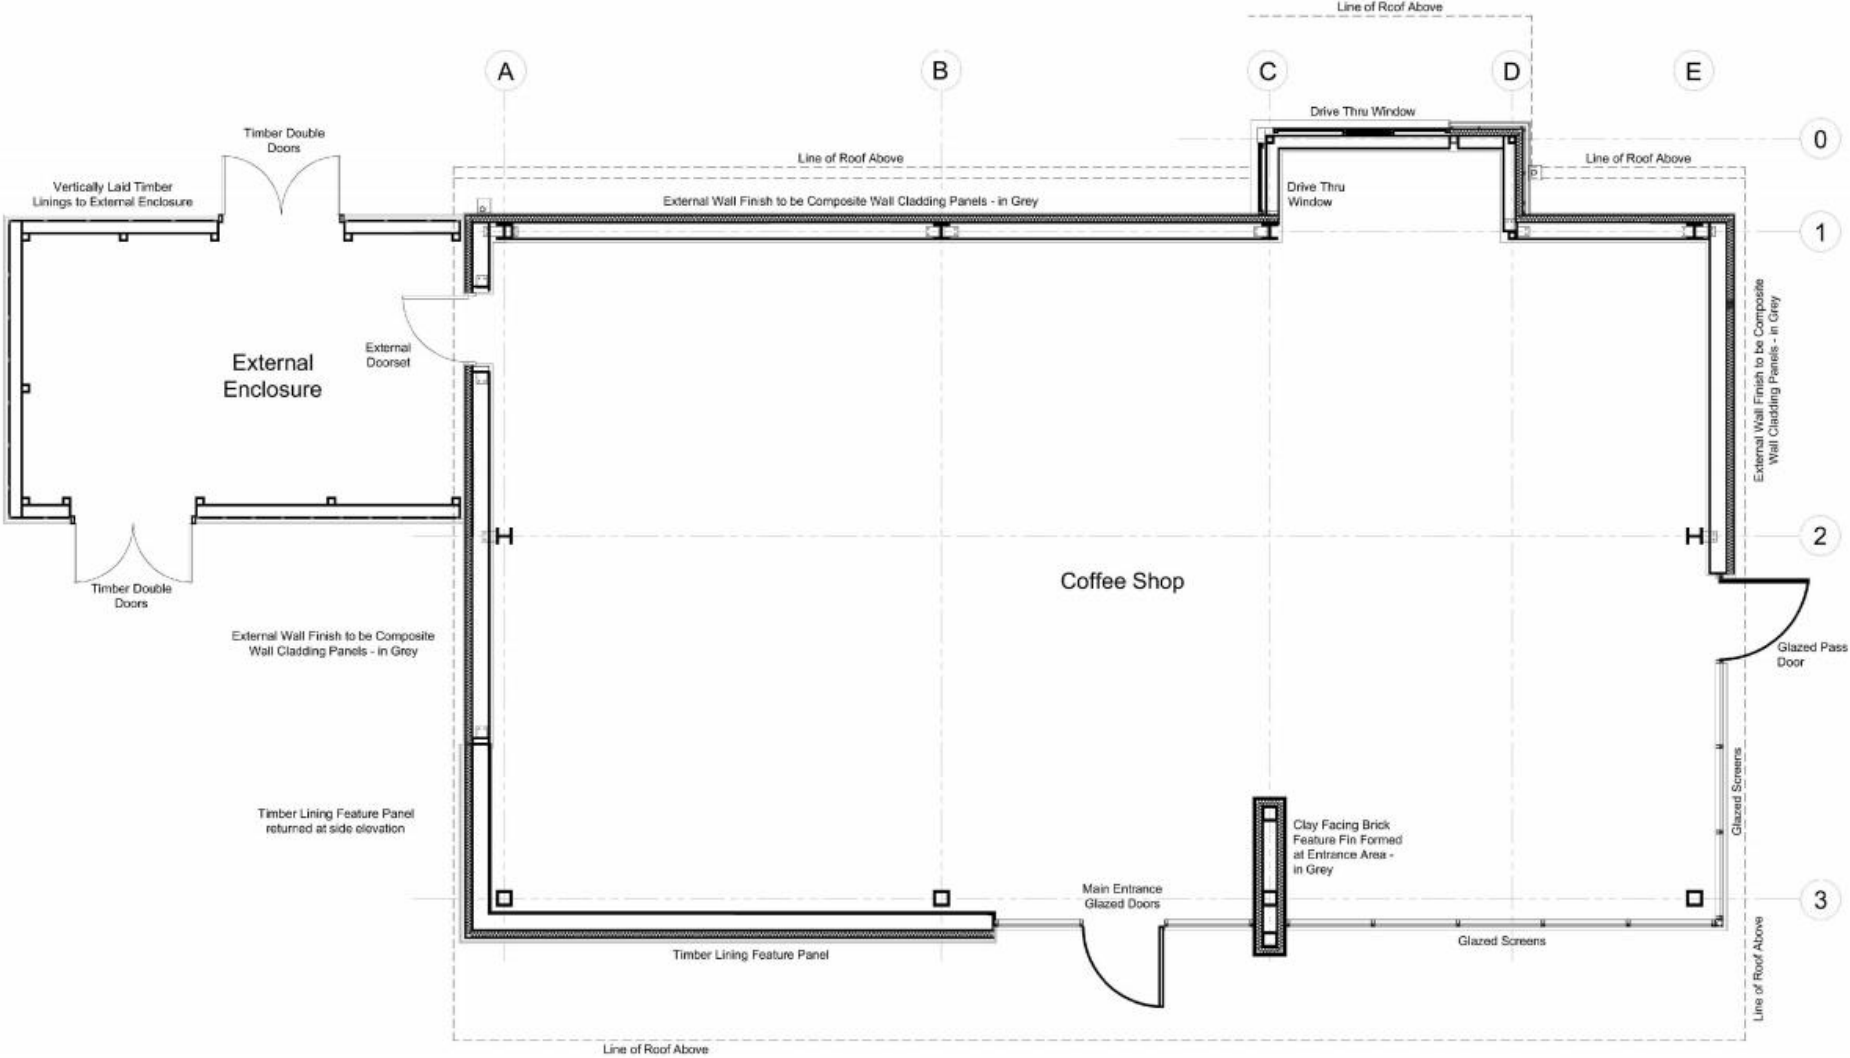 Line of Roof Above
A
B
C
D
E
Drive Thru Window
Timber Double
Doors
0
Line of Roof Above
Line of Roof Above
Vertically Laid Timber
Linings to External Enclosure
Drive Thru
Window
External Wall Finish to be Composite Wall Cladding Panels - in Grey
1
External
Doorset
External
Enclosure
External Wall Finish to be Composite
Wall Cladding Panels - in Grey
2
Coffee Shop
Timber Double
Doors
External Wall Finish to be Composite
Wall Cladding Panels - in Grey
Glazed Pass
Door
Glazed Screens
Timber Lining Feature Panel
returned at side elevation
Clay Facing Brick
Feature Fin Formed
at Entrance Area -
in Grey
Main Entrance
Glazed Doors
3
Glazed Screens
Timber Lining Feature Panel
Line of Roof Above
Line of Roof Above